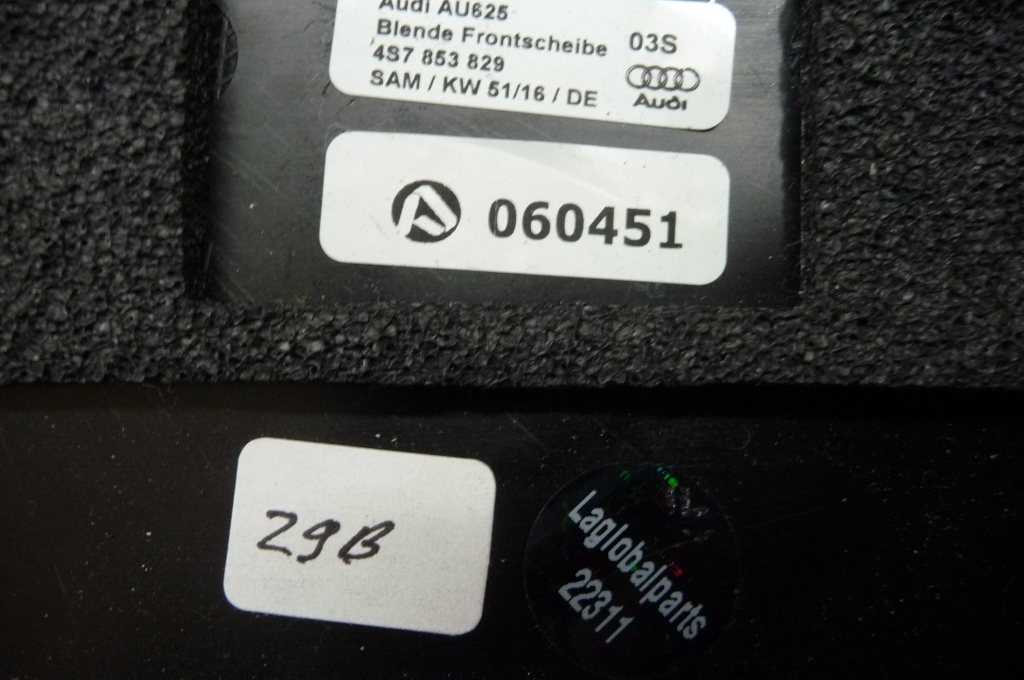 Audi AU625
Blende Frontscheibe 03S
4S7 853 829
SAM / KW 51/16 / DE
Audi
060451
29B
Laglobalparts
22311